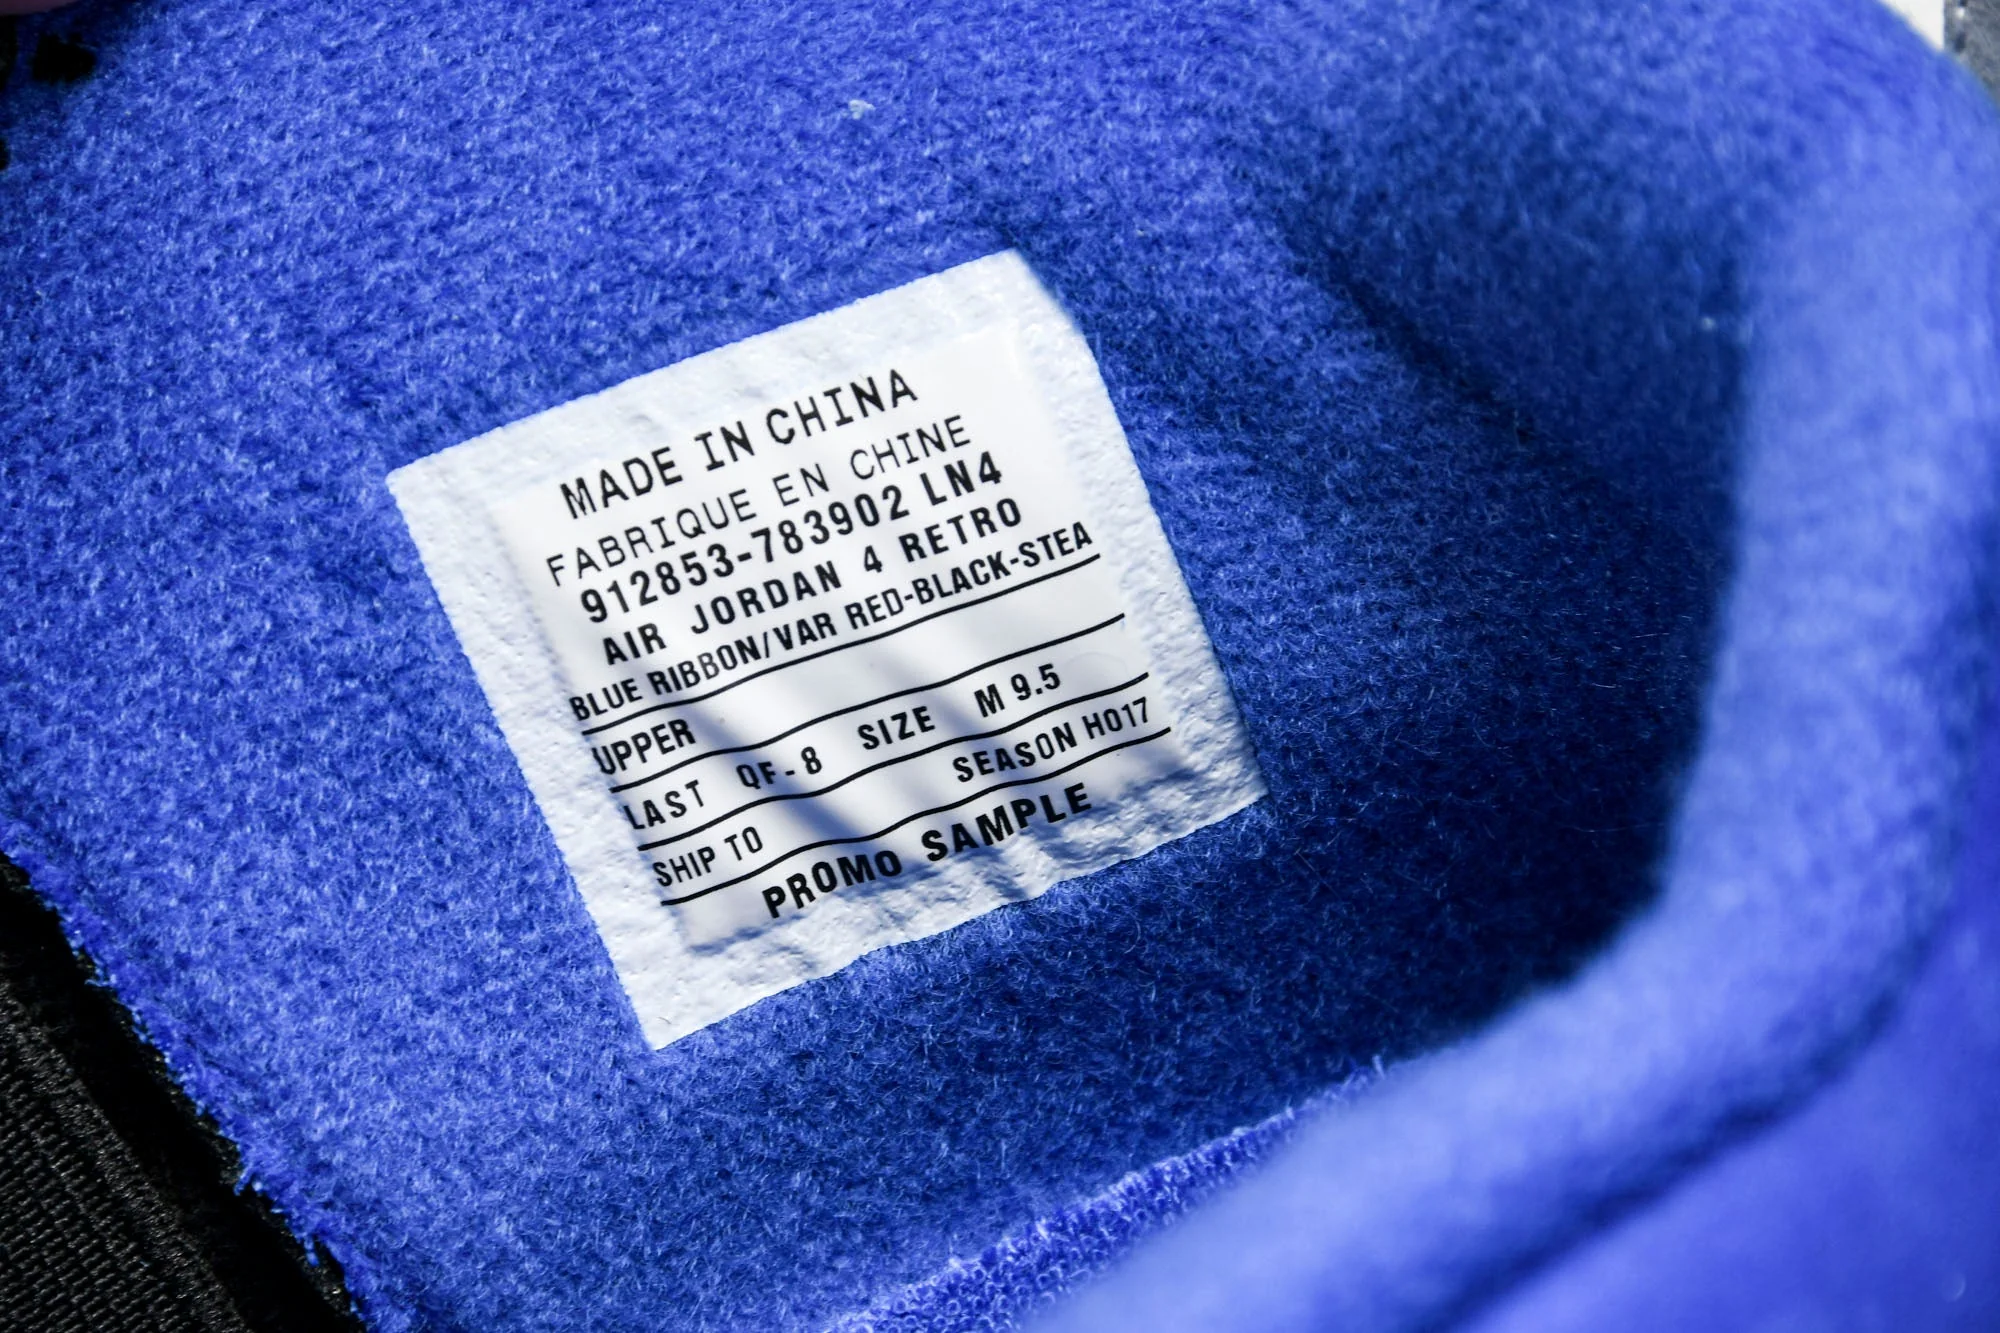 MADE IN CHINA
FABRIQUE EN CHINE
912853-783902 LN4
AIR JORDAN 4 RETRO
BLUE RIBBON/VAR RED-BLACK-STEA
UPPER
LAST QF-8 SIZE M 9.5
SHIP TO SEASON HO17
PROMO SAMPLE